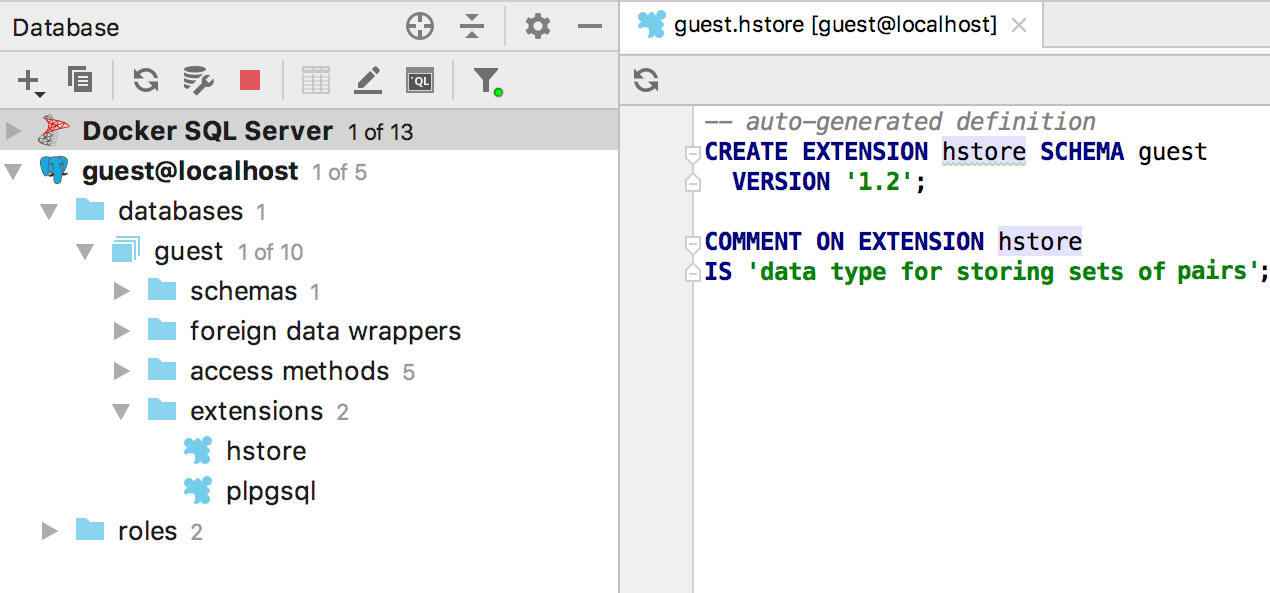 Database
Docker SQL Server 1 of 13
guest@localhost 1 of 5
databases 1
guest 1 of 10
schemas 1
foreign data wrappers
access methods 5
extensions 2
hstore
plpgsql
roles 2
QL
guest.hstore [guest@localhost]
-- auto-generated definition
CREATE EXTENSION hstore SCHEMA guest
VERSION '1.2';
COMMENT ON EXTENSION hstore
IS 'data type for storing sets of pairs';